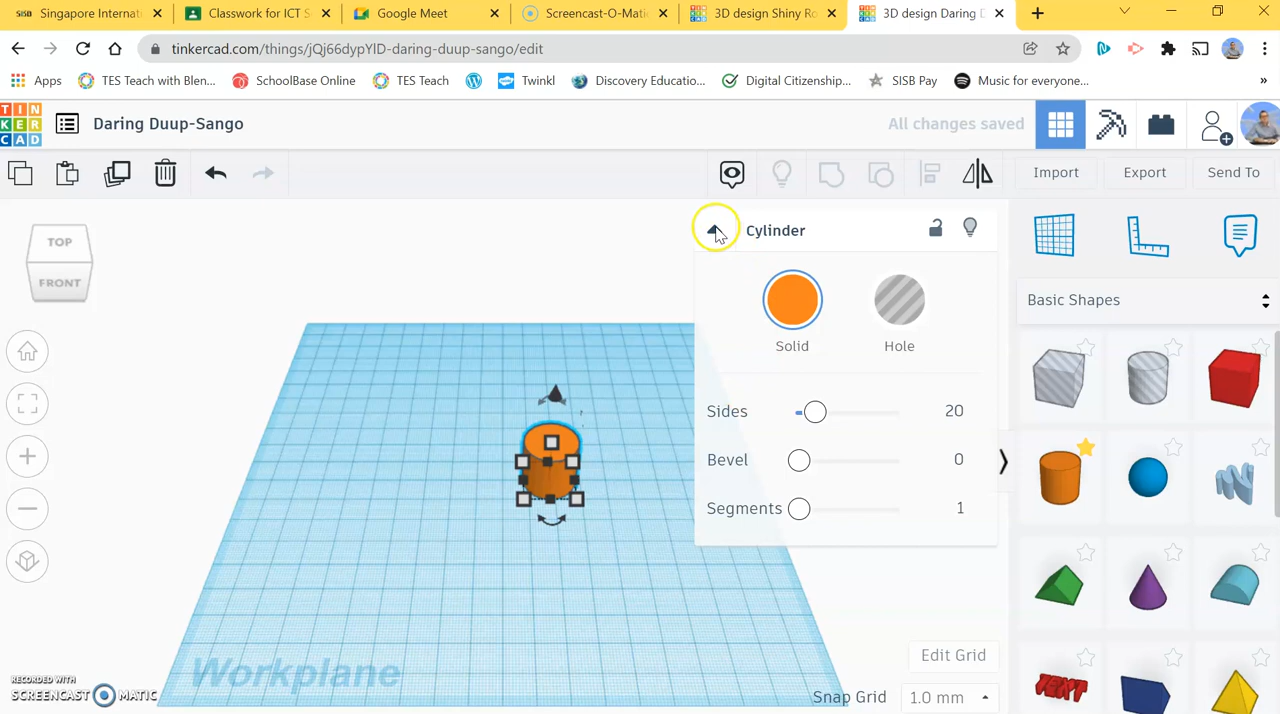 SISB Singapore Internat
Classwork for ICT S
Google Meet
Screencast-O-Mati
3D design Shiny Ro
3D design Daring D
tinkercad.com/things/jQj66dypYlD-daring-duup-sango/edit
Apps
TES Teach with Blen...
SchoolBase Online
TES Teach
Twinkl
Discovery Educatio...
Digital Citizenship...
SISB Pay
Music for everyone...
»
TIN
KER
CAD
Daring Duup-Sango
All changes saved
Import
Export
Send To
TOP
FRONT
Cylinder
Solid
Hole
Sides 20
Bevel 0
Segments 1
Basic Shapes
TEXT
Workplane
Edit Grid
Snap Grid 1.0 mm
RECORDED WITH
SCREENCAST MATIC